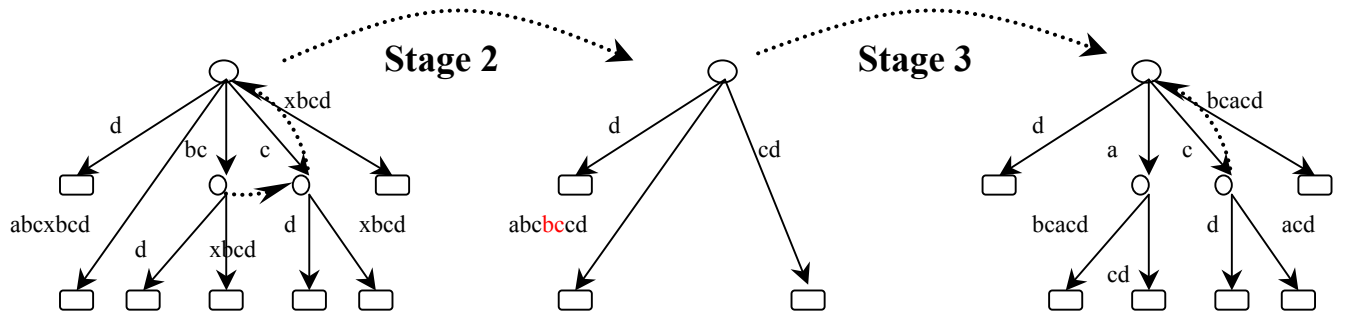 Stage 2
Stage 3
xbcd
bcacd
d
d
d
bc
c
cd
a
c
abcxbcd
d
xbcd
d
xbcd
abcbccd
bcacd
cd
d
acd